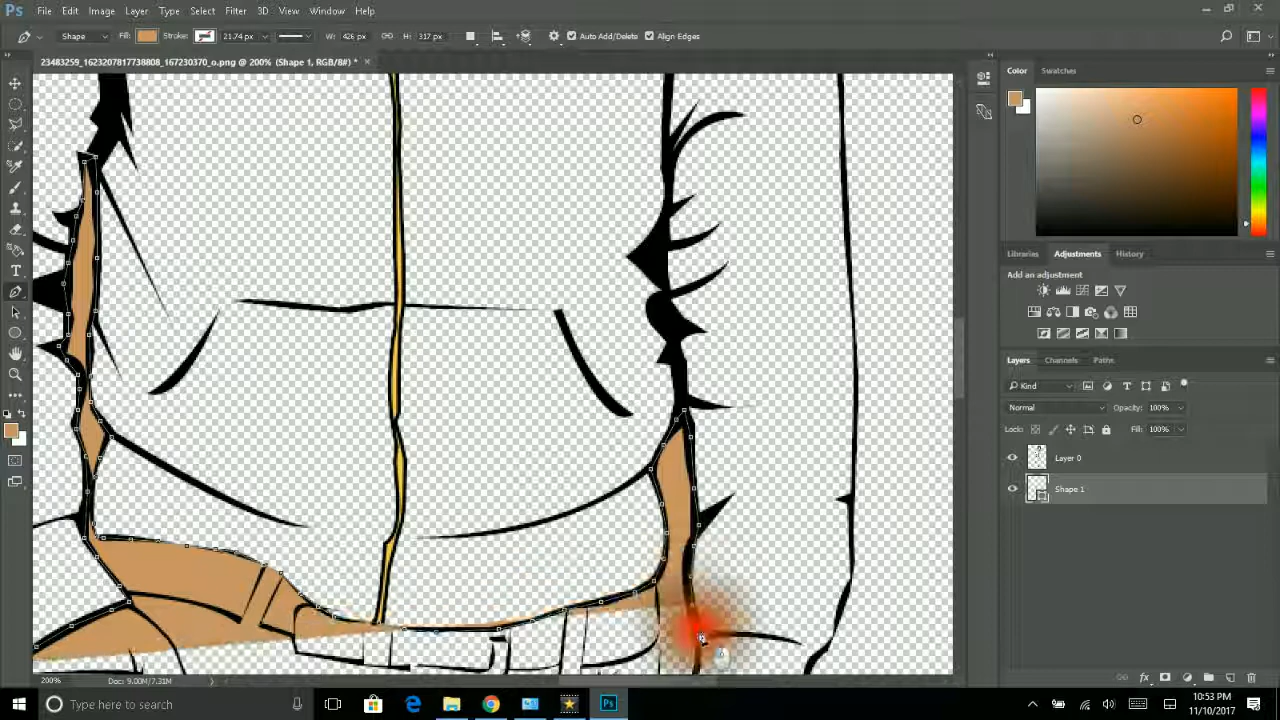 Ps File Edit Image Layer Type Select Filter 3D View Window Help
Shape Fill: Stroke: 21.74 pt W: 426 px H: 317 px Auto Add/Delete Align Edges
23483259_1623207817738808_167230370_o.png @ 200% (Shape 1, RGB/8#) *
Color Swatches
Libraries Adjustments History
Add an adjustment
Layers Channels Paths
Kind
Normal Opacity: 100%
Lock: Fill: 100%
Layer 0
Shape 1
200% Doc: 9.00M/7.31M
Type here to search
Ps
10:53 PM
11/10/2017